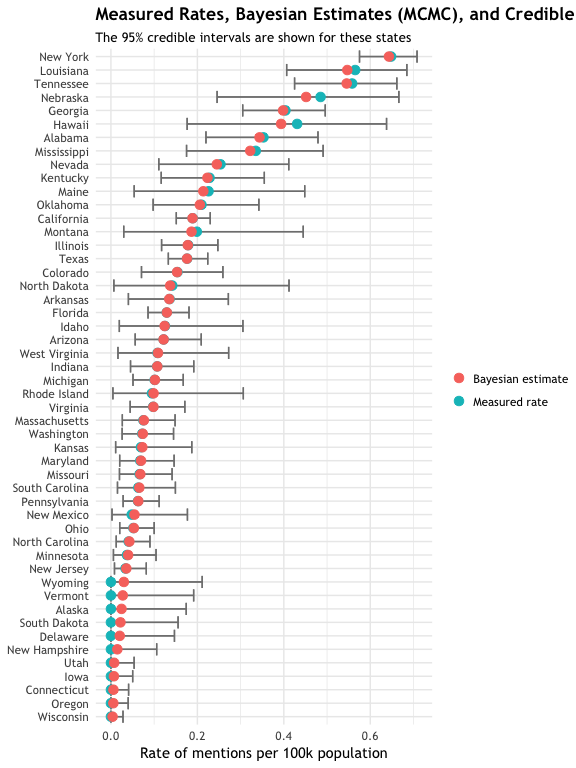 Measured Rates, Bayesian Estimates (MCMC), and Credible
The 95% credible intervals are shown for these states
New York
Louisiana
Tennessee
Nebraska
Georgia
Hawaii
Alabama
Mississippi
Nevada
Kentucky
Maine
Oklahoma
California
Montana
Illinois
Texas
Colorado
North Dakota
Arkansas
Florida
Idaho
Arizona
West Virginia
Indiana
Michigan
Rhode Island
Virginia
Massachusetts
Washington
Kansas
Maryland
Missouri
South Carolina
Pennsylvania
New Mexico
Ohio
North Carolina
Minnesota
New Jersey
Wyoming
Vermont
Alaska
South Dakota
Delaware
New Hampshire
Utah
Iowa
Connecticut
Oregon
Wisconsin
0.0 0.2 0.4 0.6
Rate of mentions per 100k population
Bayesian estimate
Measured rate